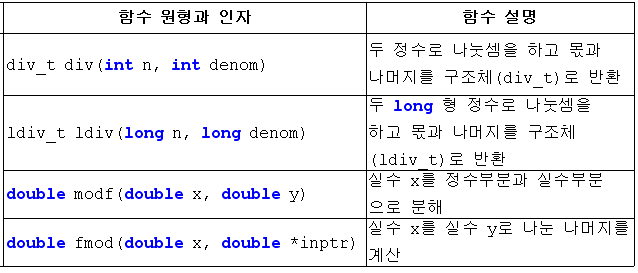 함수 원형과 인자
함수 설명
div_t div(int n, int denom)
두 정수로 나눗셈을 하고 몫과
나머지를 구조체(div_t)로 반환
ldiv_t ldiv(long n, long denom)
두 long 형 정수로 나눗셈을
하고 몫과 나머지를 구조체
(ldiv_t)로 반환
double modf(double x, double y)
실수 x를 정수부분과 실수부분
으로 분해
double fmod(double x, double *inptr)
실수 x를 실수 y로 나눈 나머지를
계산